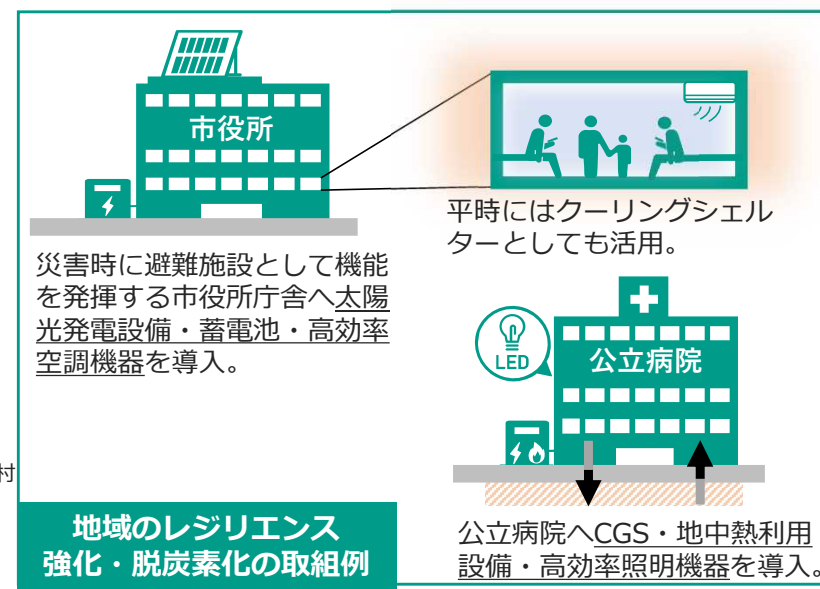 市役所
災害時に避難施設として機能
を発揮する市役所庁舎へ太陽
光発電設備・蓄電池・高効率
空調機器を導入。
平時にはクーリングシェル
ターとしても活用。
LED
公立病院
公立病院へCGS・地中熱利用
設備・高効率照明機器を導入。
村
地域のレジリエンス
強化・脱炭素化の取組例